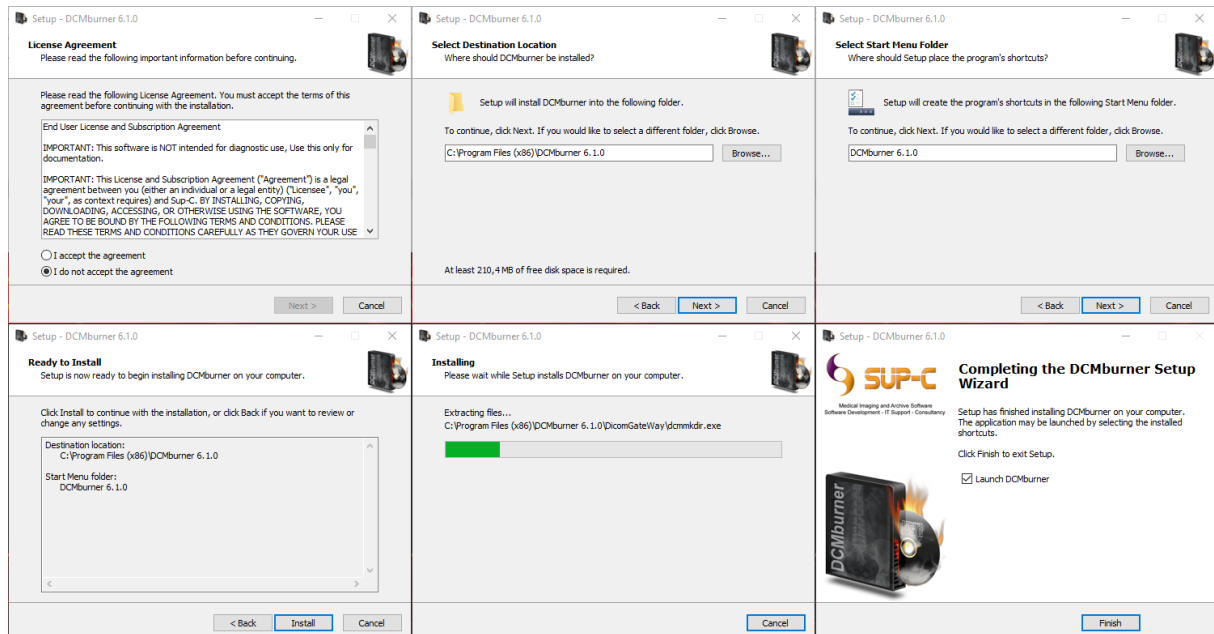 Setup - DCMburner 6.1.0
License Agreement
Please read the following important information before continuing.
Please read the following License Agreement. You must accept the terms of this
agreement before continuing with the installation.
End User License and Subscription Agreement
IMPORTANT: This software is NOT intended for diagnostic use, Use this only for
documentation.
IMPORTANT: This License and Subscription Agreement ("Agreement") is a legal
agreement between you (either an individual or a legal entity) ("Licensee", "you",
"your", as context requires) and Sup-C. BY INSTALLING, COPYING,
DOWNLOADING, ACCESSING, OR OTHERWISE USING THE SOFTWARE, YOU
AGREE TO BE BOUND BY THE FOLLOWING TERMS AND CONDITIONS. PLEASE
READ THESE TERMS AND CONDITIONS CAREFULLY AS THEY GOVERN YOUR USE
I accept the agreement
I do not accept the agreement
Next >
Cancel
Setup - DCMburner 6.1.0
Select Destination Location
Where should DCMburner be installed?
Setup will install DCMburner into the following folder.
To continue, click Next. If you would like to select a different folder, click Browse.
C:\Program Files (x86)\DCMburner 6.1.0
Browse...
At least 210,4 MB of free disk space is required.
< Back
Next >
Cancel
Setup - DCMburner 6.1.0
Select Start Menu Folder
Where should Setup place the program's shortcuts?
Setup will create the program's shortcuts in the following Start Menu folder.
To continue, click Next. If you would like to select a different folder, click Browse.
DCMburner 6.1.0
Browse...
< Back
Next >
Cancel
Setup - DCMburner 6.1.0
Ready to Install
Setup is now ready to begin installing DCMburner on your computer.
Click Install to continue with the installation, or click Back if you want to review or
change any settings.
Destination location:
C:\Program Files (x86)\DCMburner 6.1.0
Start Menu folder:
DCMburner 6.1.0
< Back
Install
Cancel
Setup - DCMburner 6.1.0
Installing
Please wait while Setup installs DCMburner on your computer.
Extracting files...
C:\Program Files (x86)\DCMburner 6.1.0\DicomGateWay\dcmmkdir.exe
Cancel
Setup - DCMburner 6.1.0
SUP-C
Medical Imaging and Archive Software
Software Development - IT Support - Consultancy
DCMburner
Completing the DCMburner Setup
Wizard
Setup has finished installing DCMburner on your computer.
The application may be launched by selecting the installed
shortcuts.
Click Finish to exit Setup.
Launch DCMburner
Finish